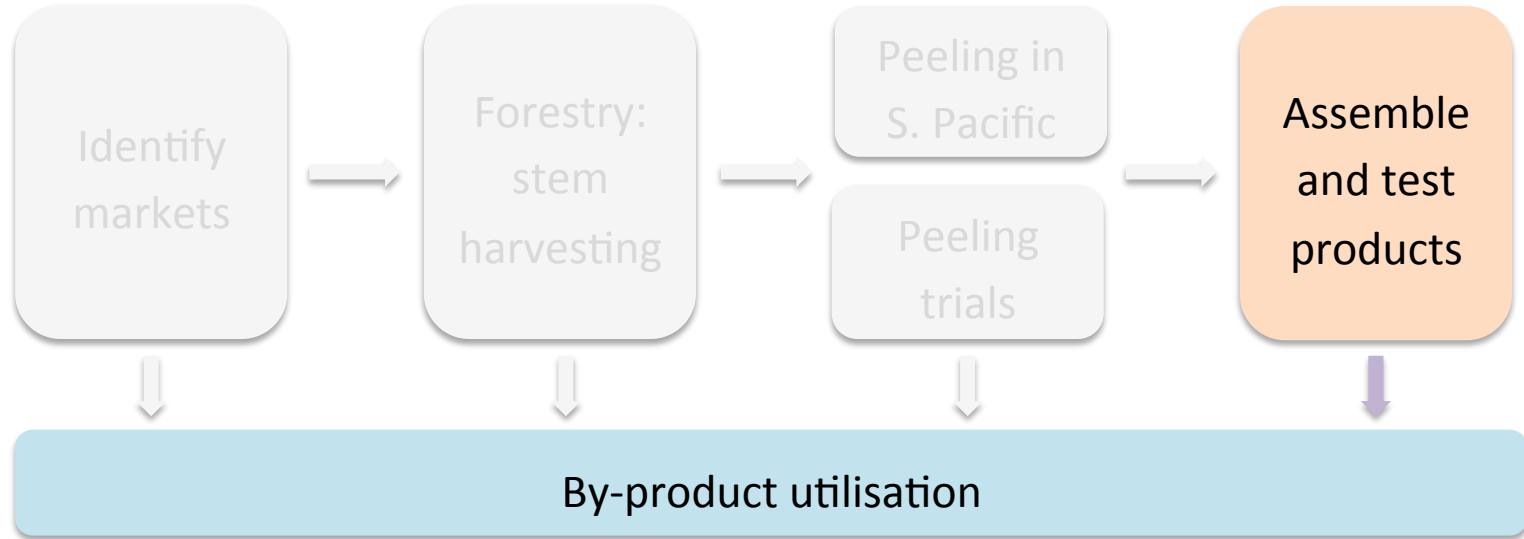 Identify
markets
Forestry:
stem
harvesting
Peeling in
S. Pacific
Peeling
trials
Assemble
and test
products
By-product utilisation